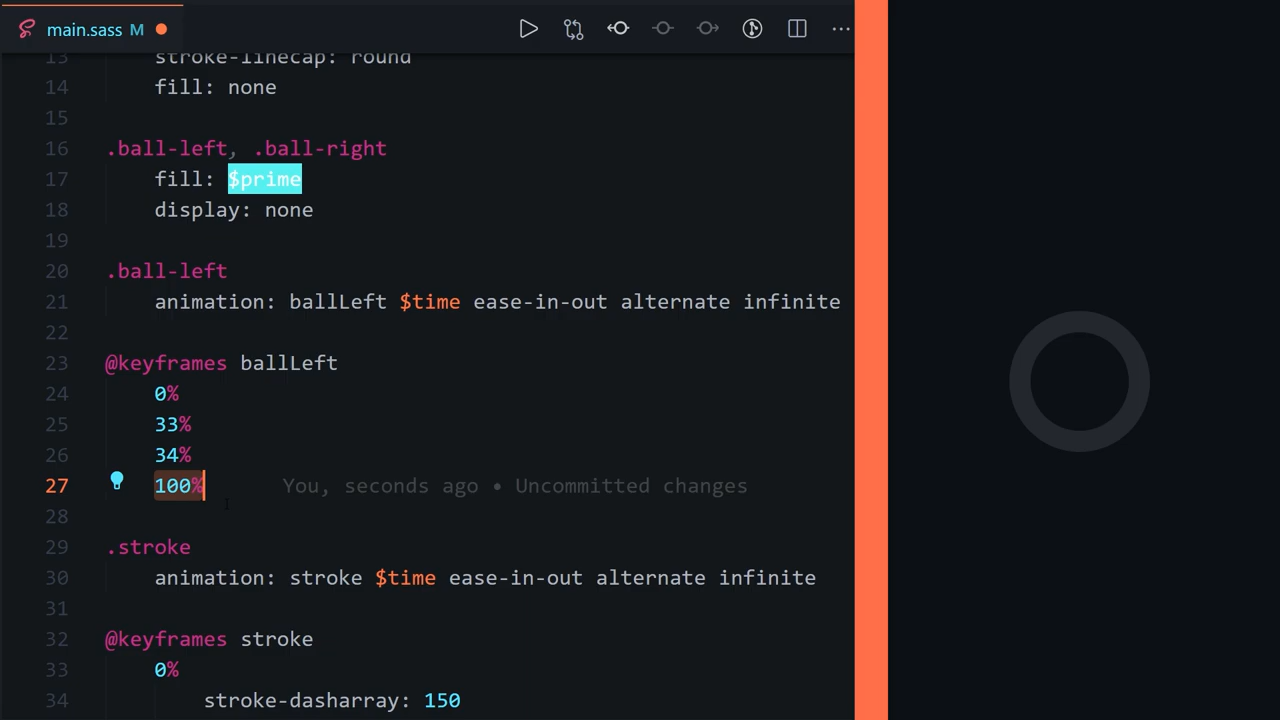 main.sass M
13 stroke-linecap: round
14 fill: none
15
16 .ball-left, .ball-right
17 fill: $prime
18 display: none
19
20 .ball-left
21 animation: ballLeft $time ease-in-out alternate infinite
22
23 @keyframes ballLeft
24 0%
25 33%
26 34%
27 100% You, seconds ago • Uncommitted changes
28
29 .stroke
30 animation: stroke $time ease-in-out alternate infinite
31
32 @keyframes stroke
33 0%
34 stroke-dasharray: 150